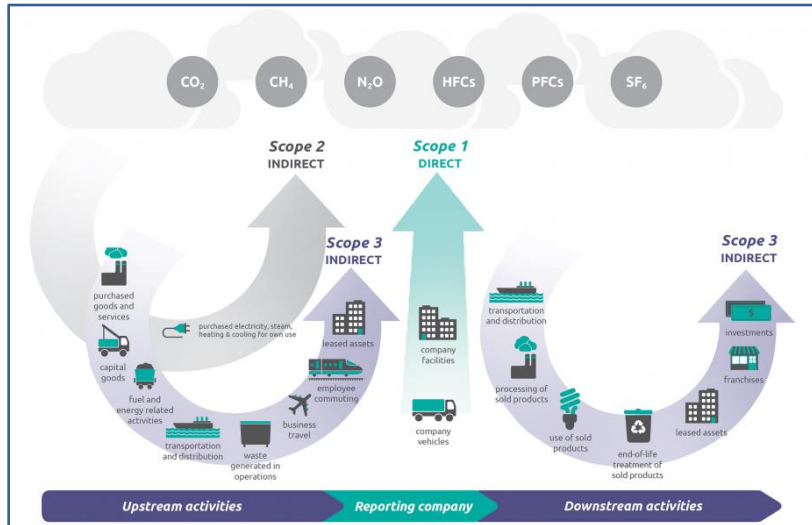 CO₂
CH₄
N₂O
HFCs
PFCs
SF₆
Scope 2
INDIRECT
Scope 1
DIRECT
Scope 3
INDIRECT
Scope 3
INDIRECT
purchased
goods and
services
capital
goods
fuel and
energy related
activities
transportation
and distribution
waste
generated in
operations
business
travel
employee
commuting
leased assets
purchased electricity, steam,
heating & cooling for own use
company
facilities
company
vehicles
transportation
and distribution
processing of
sold products
use of sold
products
end-of-life
treatment of
sold products
leased assets
franchises
investments
$
Upstream activities
Reporting company
Downstream activities